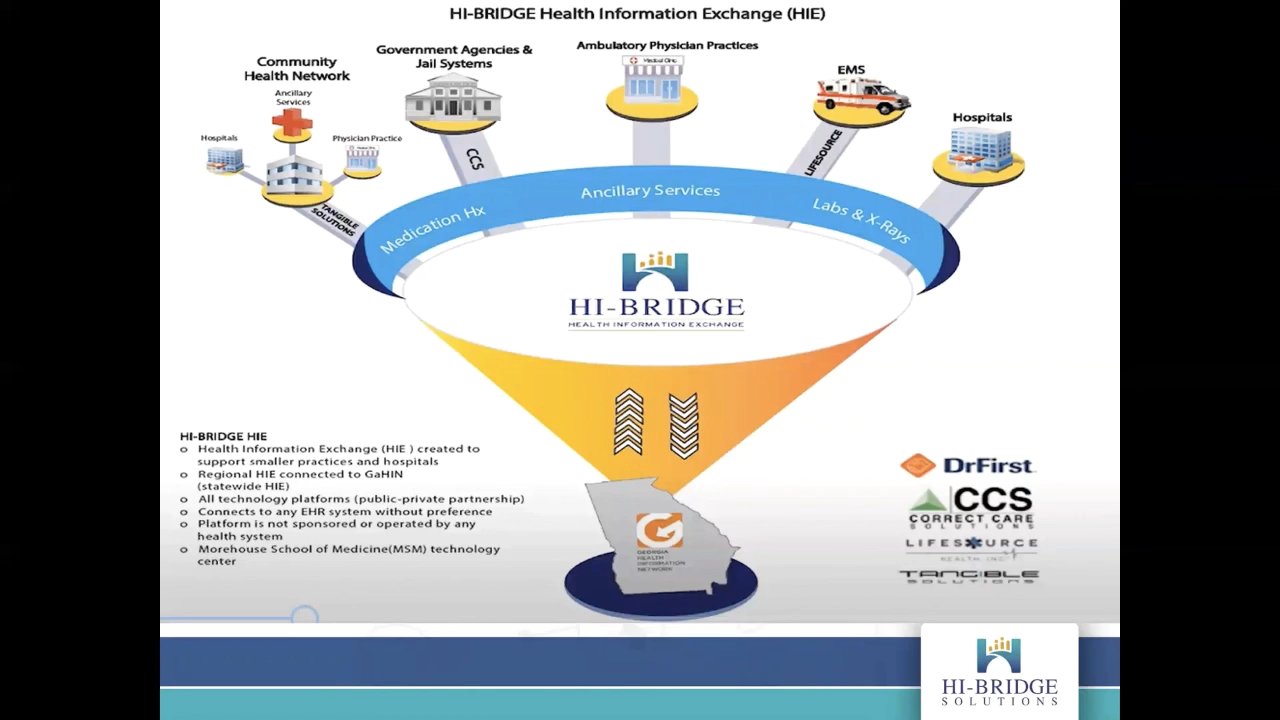 HI-BRIDGE Health Information Exchange (HIE)
Community
Health Network
Ancillary
Services
Hospitals
Physician Practice
TANGIBLE
SOLUTIONS
Government Agencies &
Jail Systems
CCS
Ambulatory Physician Practices
Medical Clinic
EMS
LIFESOURCE
Hospitals
Medication Hx
Ancillary Services
Labs & X-Rays
HI-BRIDGE
HEALTH INFORMATION EXCHANGE
HI-BRIDGE HIE
o Health Information Exchange (HIE ) created to
support smaller practices and hospitals
o Regional HIE connected to GaHIN
(statewide HIE)
o All technology platforms (public-private partnership)
o Connects to any EHR system without preference
o Platform is not sponsored or operated by any
health system
o Morehouse School of Medicine(MSM) technology
center
G
GEORGIA
HEALTH
INFORMATION
NETWORK
DrFirst
CCS
CORRECT CARE
SOLUTIONS
LIFESOURCE
HEALTH, INC.
TANGIBLE
SOLUTIONS
HI-BRIDGE
SOLUTIONS